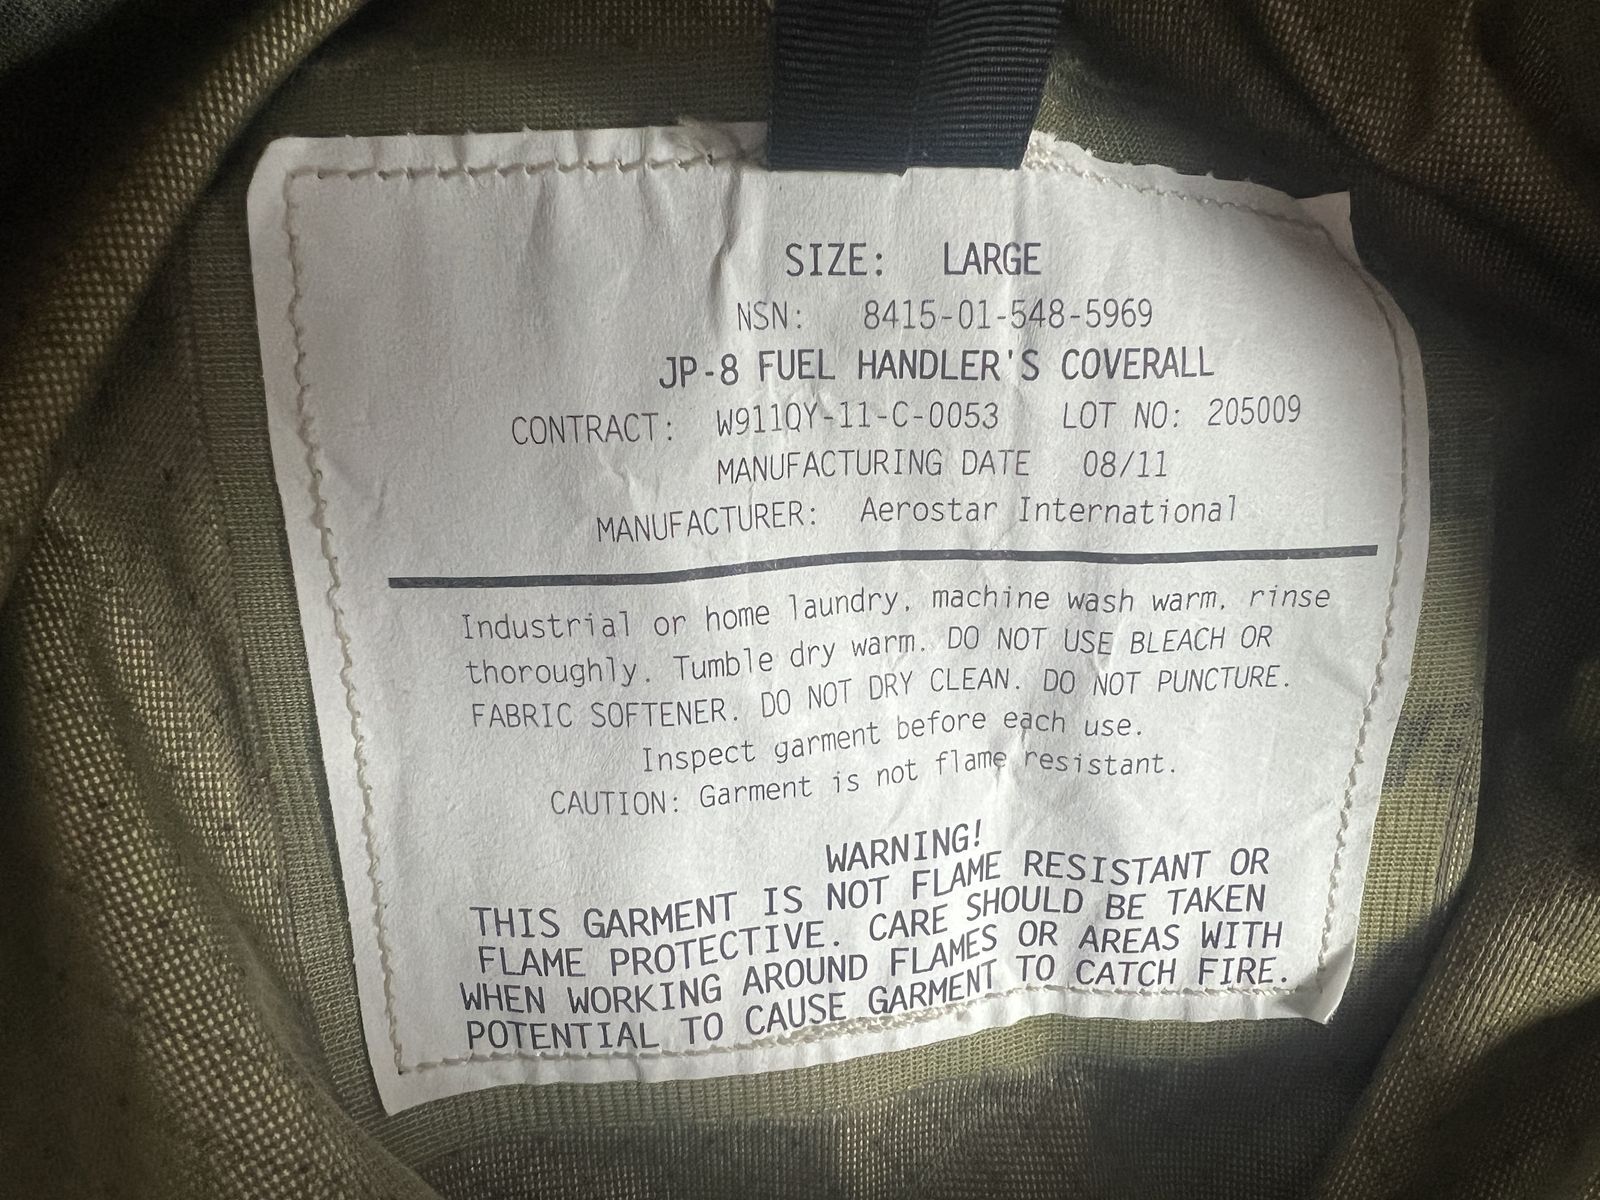 SIZE: LARGE
NSN: 8415-01-548-5969
JP-8 FUEL HANDLER'S COVERALL
CONTRACT: W911QY-11-C-0053 LOT NO: 205009
MANUFACTURING DATE 08/11
MANUFACTURER: Aerostar International
Industrial or home laundry, machine wash warm, rinse
thoroughly. Tumble dry warm. DO NOT USE BLEACH OR
FABRIC SOFTENER. DO NOT DRY CLEAN. DO NOT PUNCTURE.
Inspect garment before each use.
CAUTION: Garment is not flame resistant.
WARNING!
THIS GARMENT IS NOT FLAME RESISTANT OR
FLAME PROTECTIVE. CARE SHOULD BE TAKEN
WHEN WORKING AROUND FLAMES OR AREAS WITH
POTENTIAL TO CAUSE GARMENT TO CATCH FIRE.